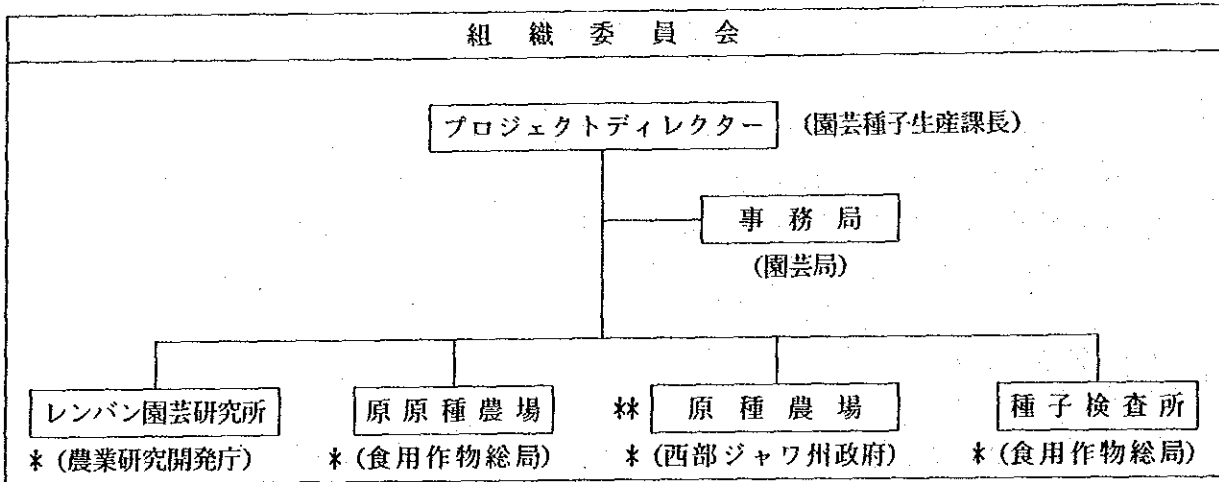 組織委員会
プロジェクトディレクター (園芸種子生産課長)
事務局
(園芸局)
レンバン園芸研究所 原原種農場 ** 原種農場 種子検査所
* (農業研究開発庁) * (食用作物総局) * (西部ジャワ州政府) * (食用作物総局)